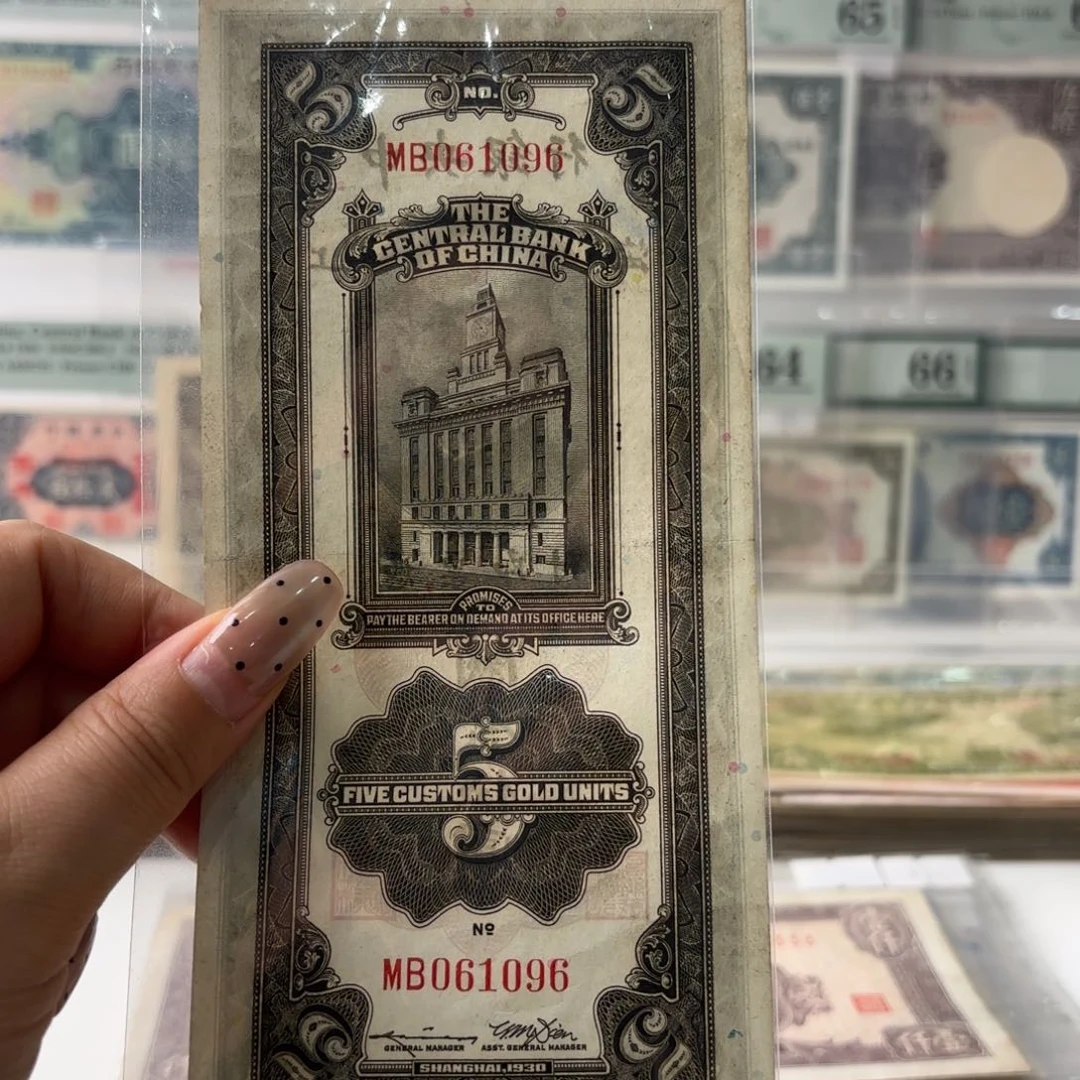 65
NO.
MB061096
THE
CENTRAL BANK
OF CHINA
64
66
PROMISES
TO
PAY THE BEARER ON DEMAND AT ITS OFFICE HERE
5
FIVE CUSTOMS GOLD UNITS
Nº
MB061096
GENERAL MANAGER ASST. GENERAL MANAGER
SHANGHAI, 1930